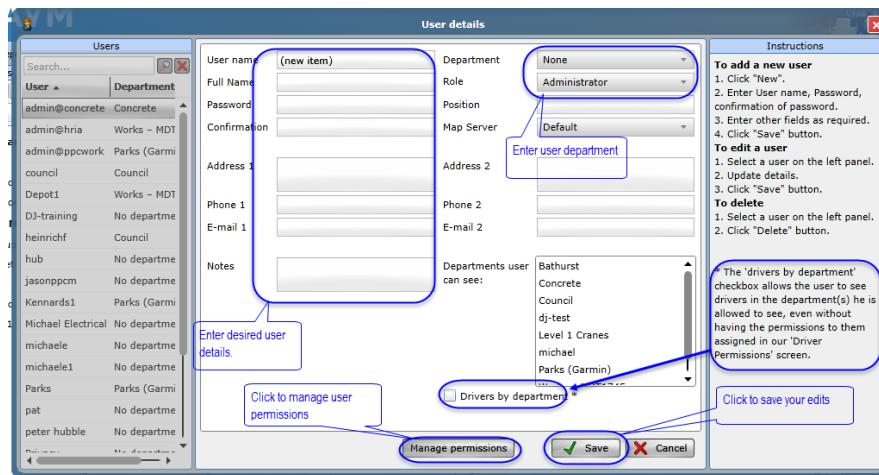 User details
Users
Search...
User Department
admin@concrete Concrete
admin@hria Works – MDT
admin@ppcwork Parks (Garmi
council Council
Depot1 Works – MDT
DJ-training No departme
heinrichf Council
hub No departme
jasonppcm No departme
Kennards1 Parks (Garmi
Michael Electrical No departme
michaele No departme
michaele1 No departme
Parks Parks (Garmi
pat No departme
peter hubble No departme
User name (new item)
Full Name
Password
Confirmation
Address 1
Phone 1
E-mail 1
Notes
Enter desired user
details.
Department None
Role Administrator
Position
Map Server Default
Enter user department
Address 2
Phone 2
E-mail 2
Departments user
can see:
Bathurst
Concrete
Council
dj-test
Level 1 Cranes
michael
Parks (Garmin)
Drivers by department *
Click to manage user
permissions
Click to save your edits
Manage permissions
Save
Cancel
Instructions
To add a new user
1. Click "New".
2. Enter User name, Password,
confirmation of password.
3. Enter other fields as required.
4. Click "Save" button.
To edit a user
1. Select a user on the left panel.
2. Update details.
3. Click "Save" button.
To delete
1. Select a user on the left panel.
2. Click "Delete" button.
* The 'drivers by department'
checkbox allows the user to see
drivers in the department(s) he is
allowed to see, even without
having the permissions to them
assigned in our 'Driver
Permissions' screen.